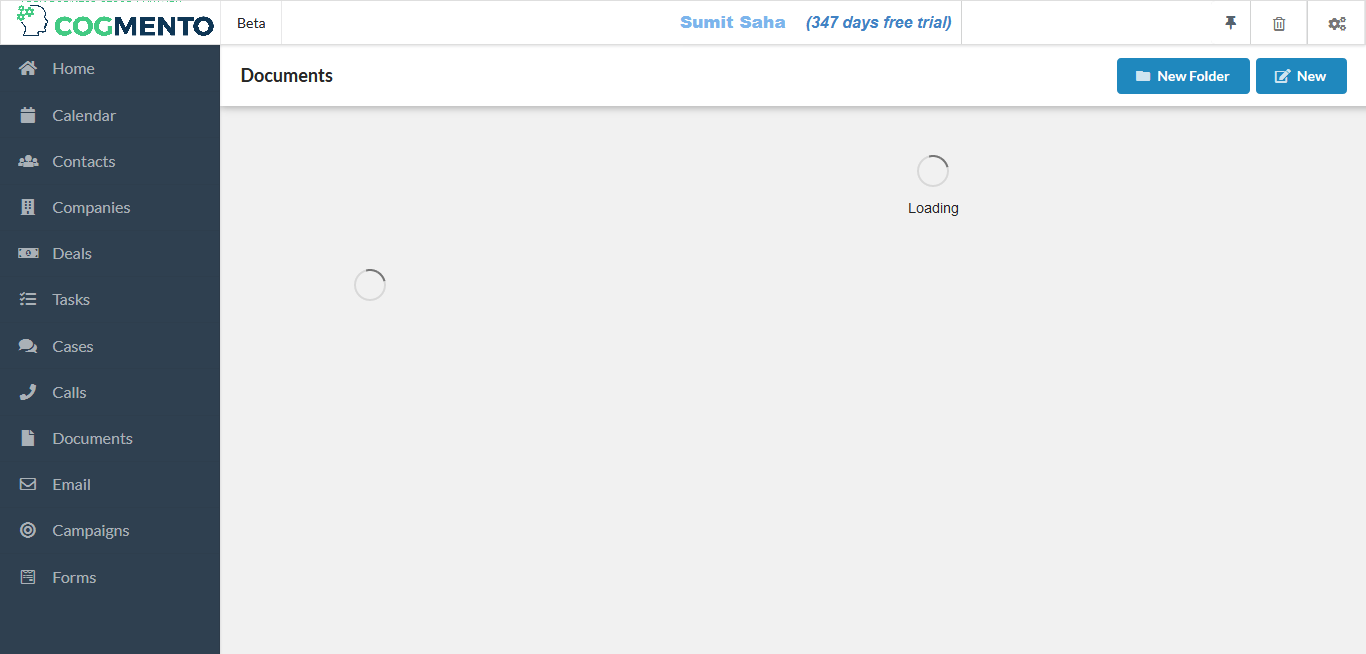 COGMENTO
Beta
Sumit Saha (347 days free trial)
Documents
New Folder
New
Home
Calendar
Contacts
Companies
Deals
Tasks
Cases
Calls
Documents
Email
Campaigns
Forms
Loading